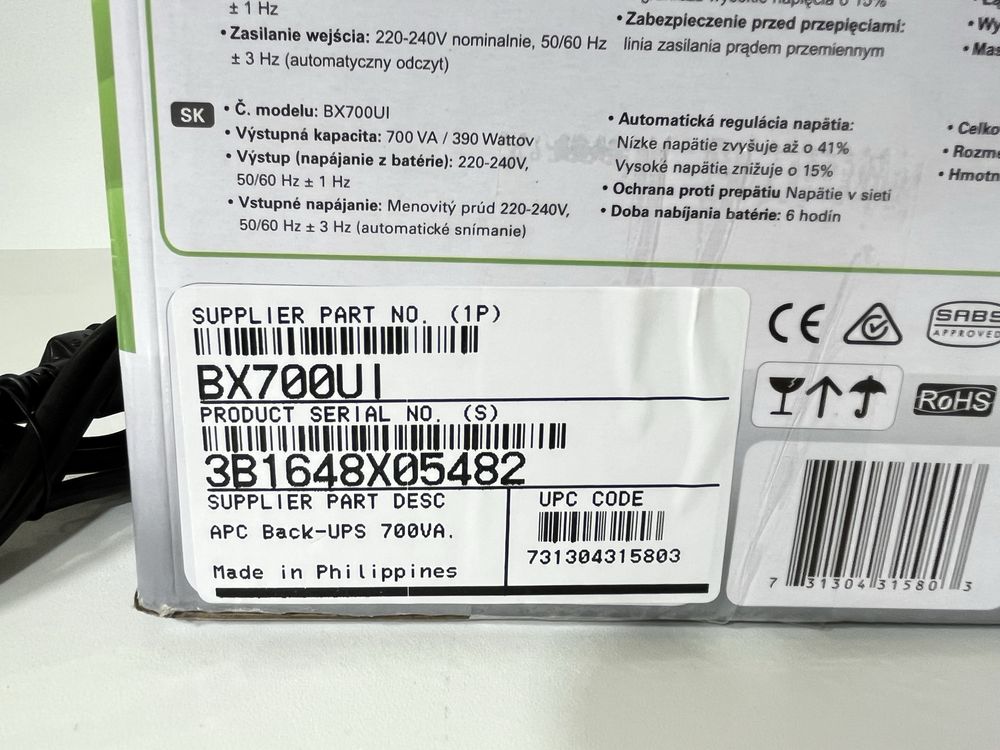 ± 1 Hz
• Zasilanie wejścia: 220-240V nominalnie, 50/60 Hz
± 3 Hz (automatyczny odczyt)
• Zabezpieczenie przed przepięciami:
linia zasilania prądem przemiennym
SK
• Č. modelu: BX700UI
• Výstupná kapacita: 700 VA / 390 Wattov
• Výstup (napájanie z batérie): 220-240V,
50/60 Hz ± 1 Hz
• Vstupné napájanie: Menovitý prúd 220-240V,
50/60 Hz ± 3 Hz (automatické snímanie)
• Automatická regulácia napätia:
Nízke napätie zvyšuje až o 41%
Vysoké napätie znižuje o 15%
• Ochrana proti prepätiu Napätie v sieti
• Doba nabíjania batérie: 6 hodín
• Celko
• Rozme
• Hmotn
SUPPLIER PART NO. (1P)
BX700UI
PRODUCT SERIAL NO. (S)
3B1648X05482
SUPPLIER PART DESC
APC Back-UPS 700VA.
Made in Philippines
UPC CODE
731304315803
CE
SABS
APPROVED
RoHS
7 31304 31580 3